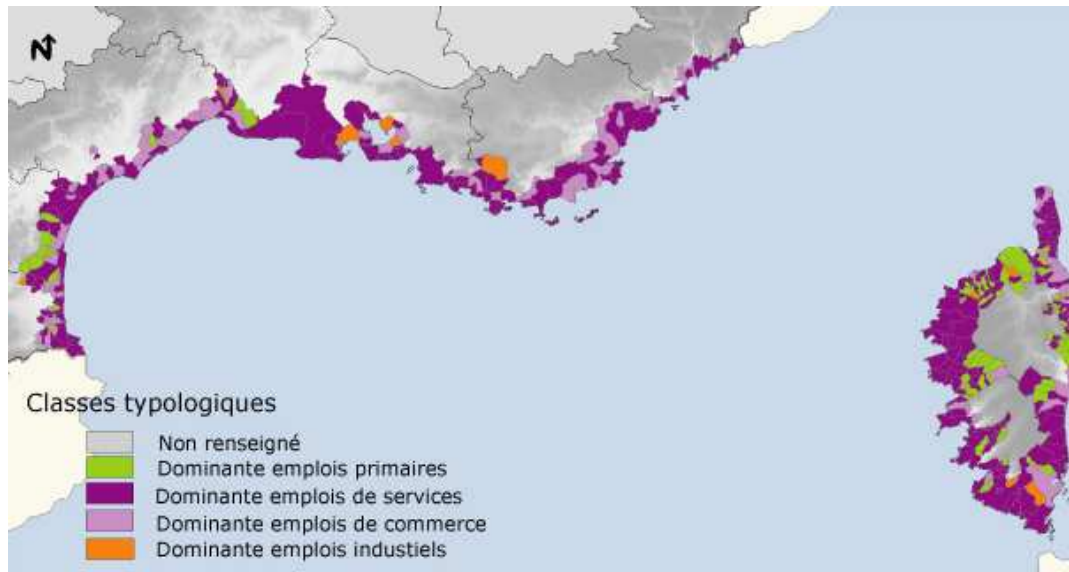 N
Classes typologiques
Non renseigné
Dominante emplois primaires
Dominante emplois de services
Dominante emplois de commerce
Dominante emplois industiels